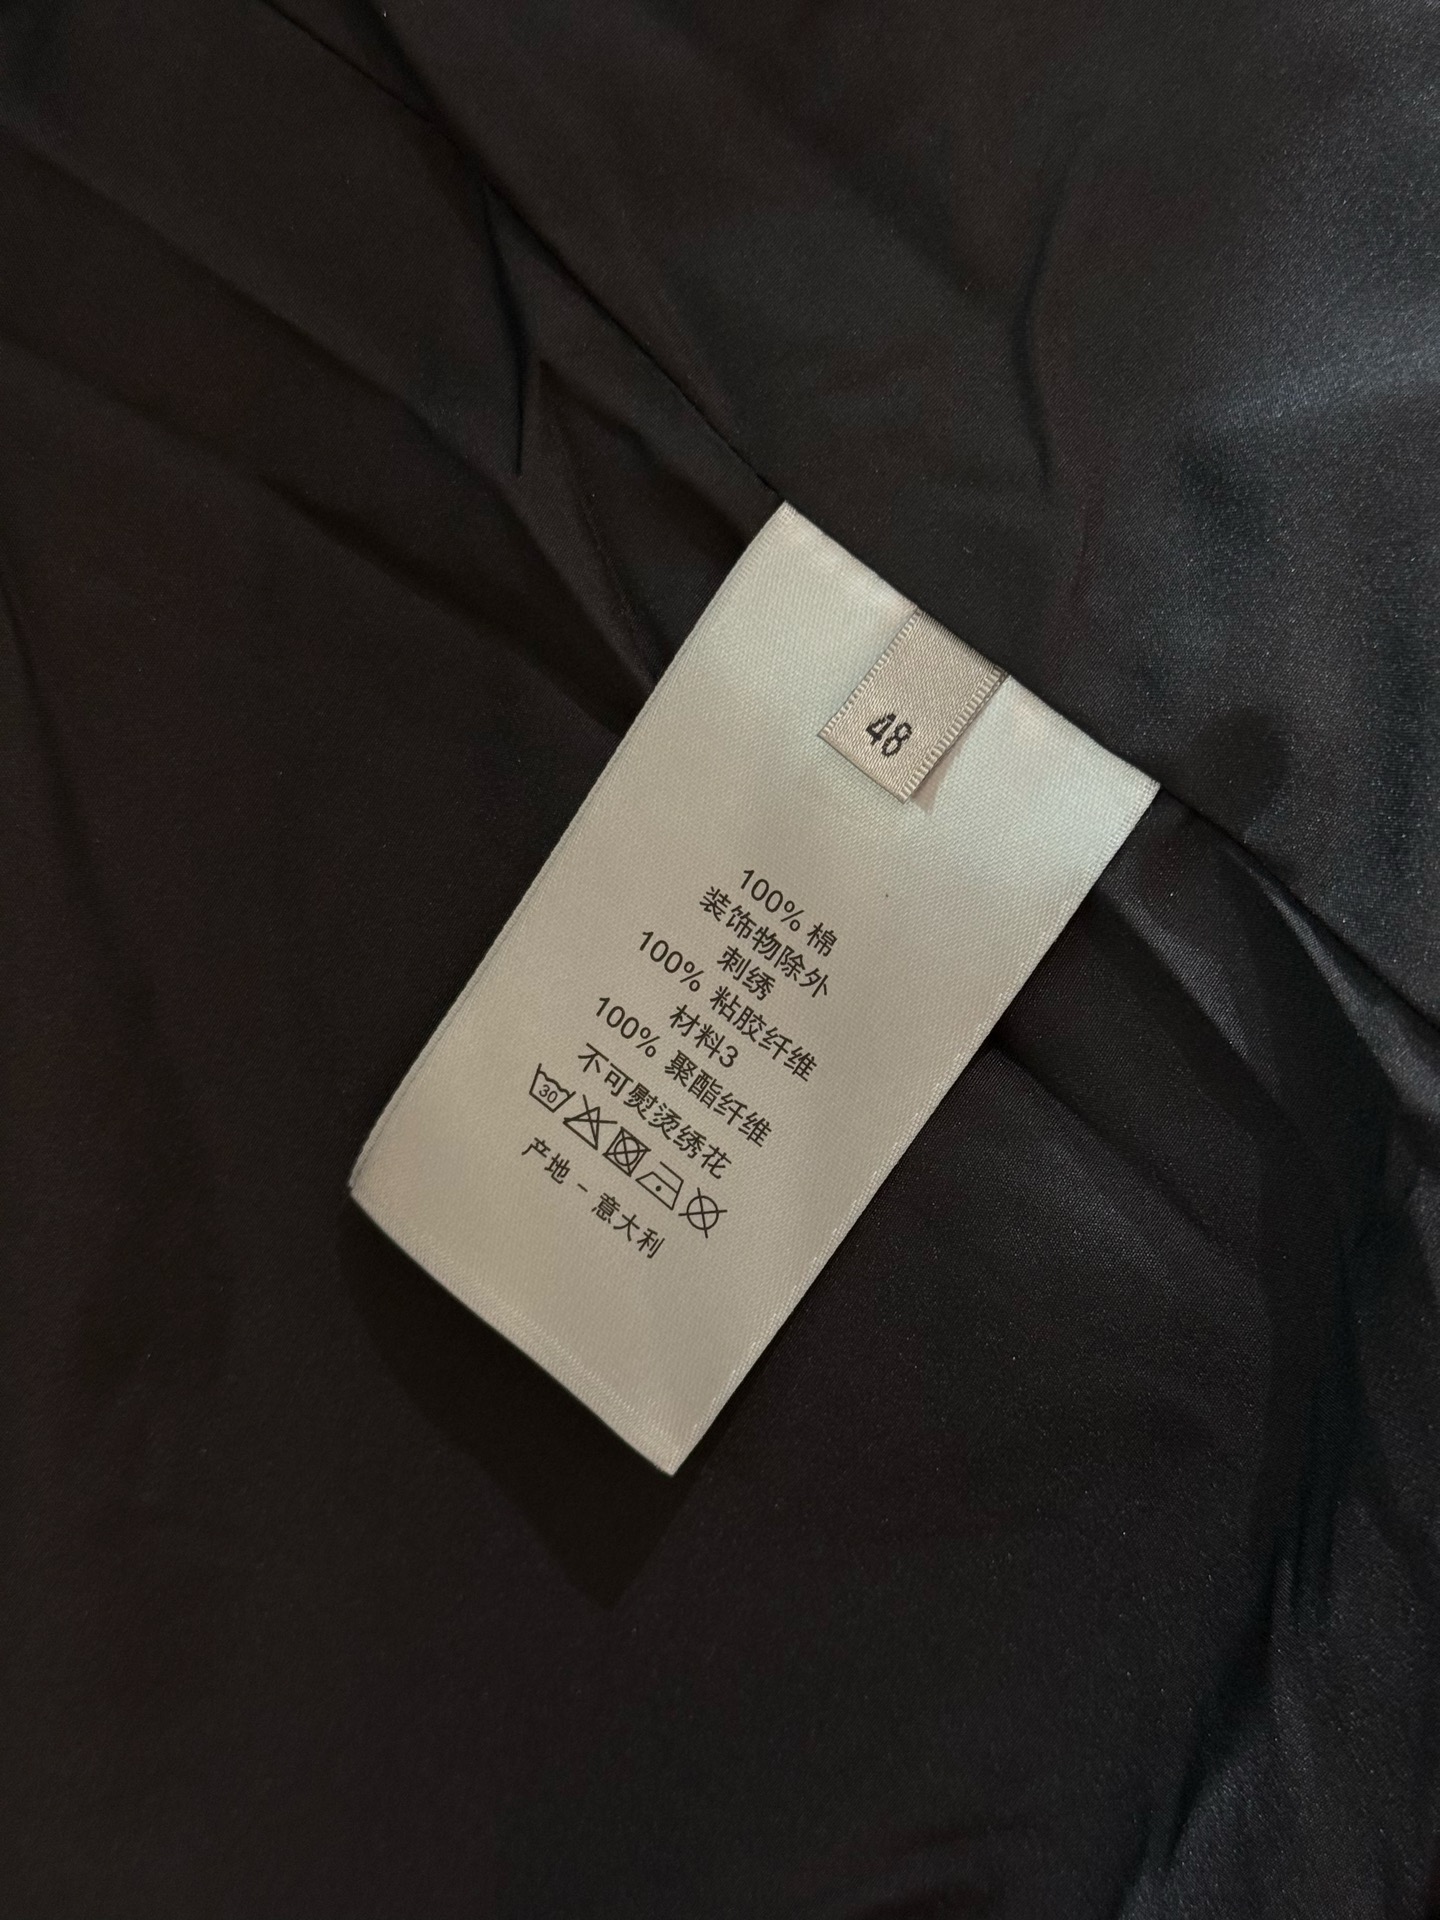 48
100% 棉
装饰物除外
刺绣
100% 粘胶纤维
材料3
100% 聚酯纤维
不可熨烫绣花
30
产地 - 意大利